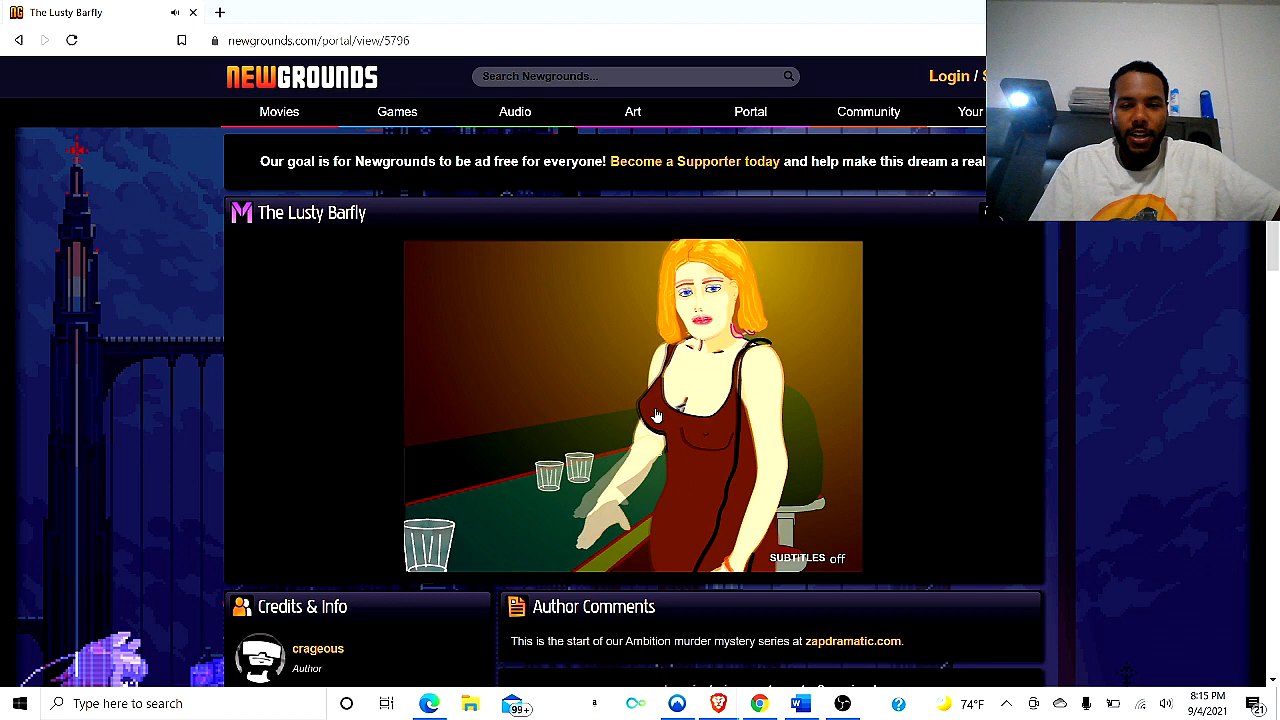 The Lusty Barfly
newgrounds.com/portal/view/5796
NEWGROUNDS
Search Newgrounds...
Login / S
Movies
Games
Audio
Art
Portal
Community
Your
Our goal is for Newgrounds to be ad free for everyone! Become a Supporter today and help make this dream a real
The Lusty Barfly
SUBTITLES off
Credits & Info
Author Comments
crageous
Author
This is the start of our Ambition murder mystery series at zapdramatic.com.
Type here to search
99+
74°F
8:15 PM
9/4/2021
21